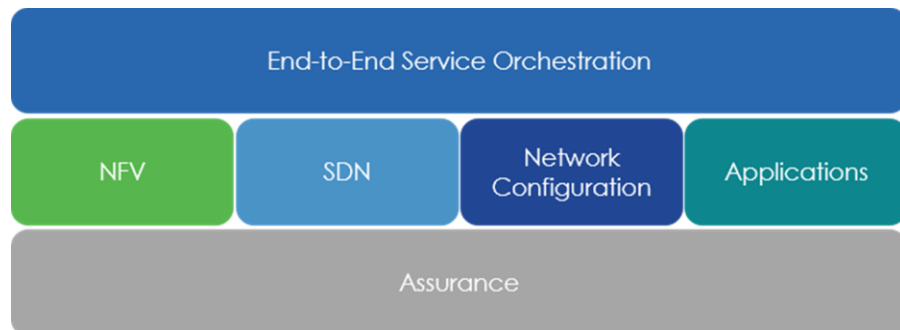 End-to-End Service Orchestration
NFV
SDN
Network
Configuration
Applications
Assurance